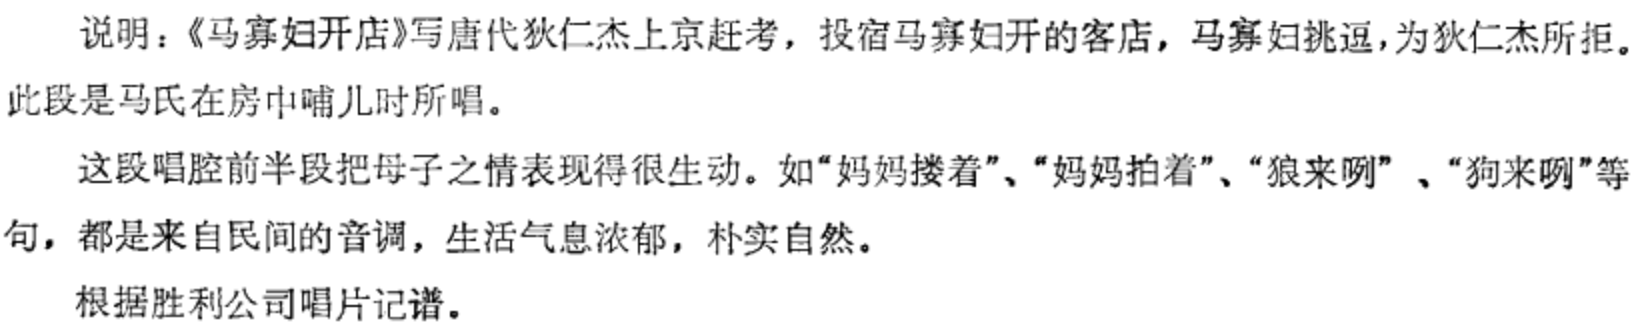 说明：《马寡妇开店》写唐代狄仁杰上京赶考，投宿马寡妇开的客店，马寡妇挑逗，为狄仁杰所拒。
此段是马氏在房中哺儿时所唱。
这段唱腔前半段把母子之情表现得很生动。如“妈妈搂着”、“妈妈拍着”、“狼来咧”、“狗来咧”等
句，都是来自民间的音调，生活气息浓郁，朴实自然。
根据胜利公司唱片记谱。